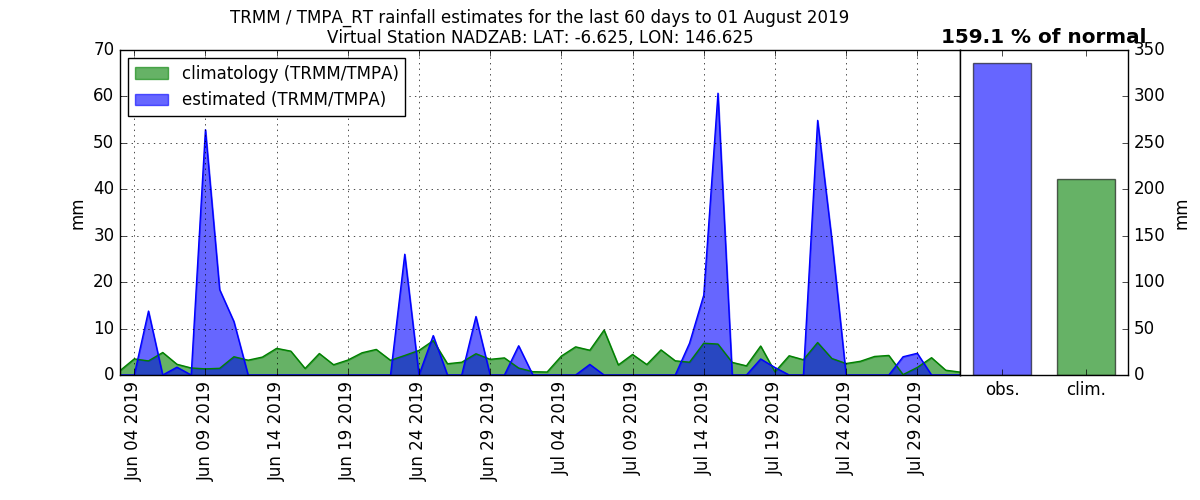 TRMM / TMPA_RT rainfall estimates for the last 60 days to 01 August 2019
Virtual Station NADZAB: LAT: -6.625, LON: 146.625
159.1 % of normal
climatology (TRMM/TMPA)
estimated (TRMM/TMPA)
mm
70
60
50
40
30
20
10
0
Jun 04 2019
Jun 09 2019
Jun 14 2019
Jun 19 2019
Jun 24 2019
Jun 29 2019
Jul 04 2019
Jul 09 2019
Jul 14 2019
Jul 19 2019
Jul 24 2019
Jul 29 2019
obs.
clim.
350
300
250
200
150
100
50
0
mm